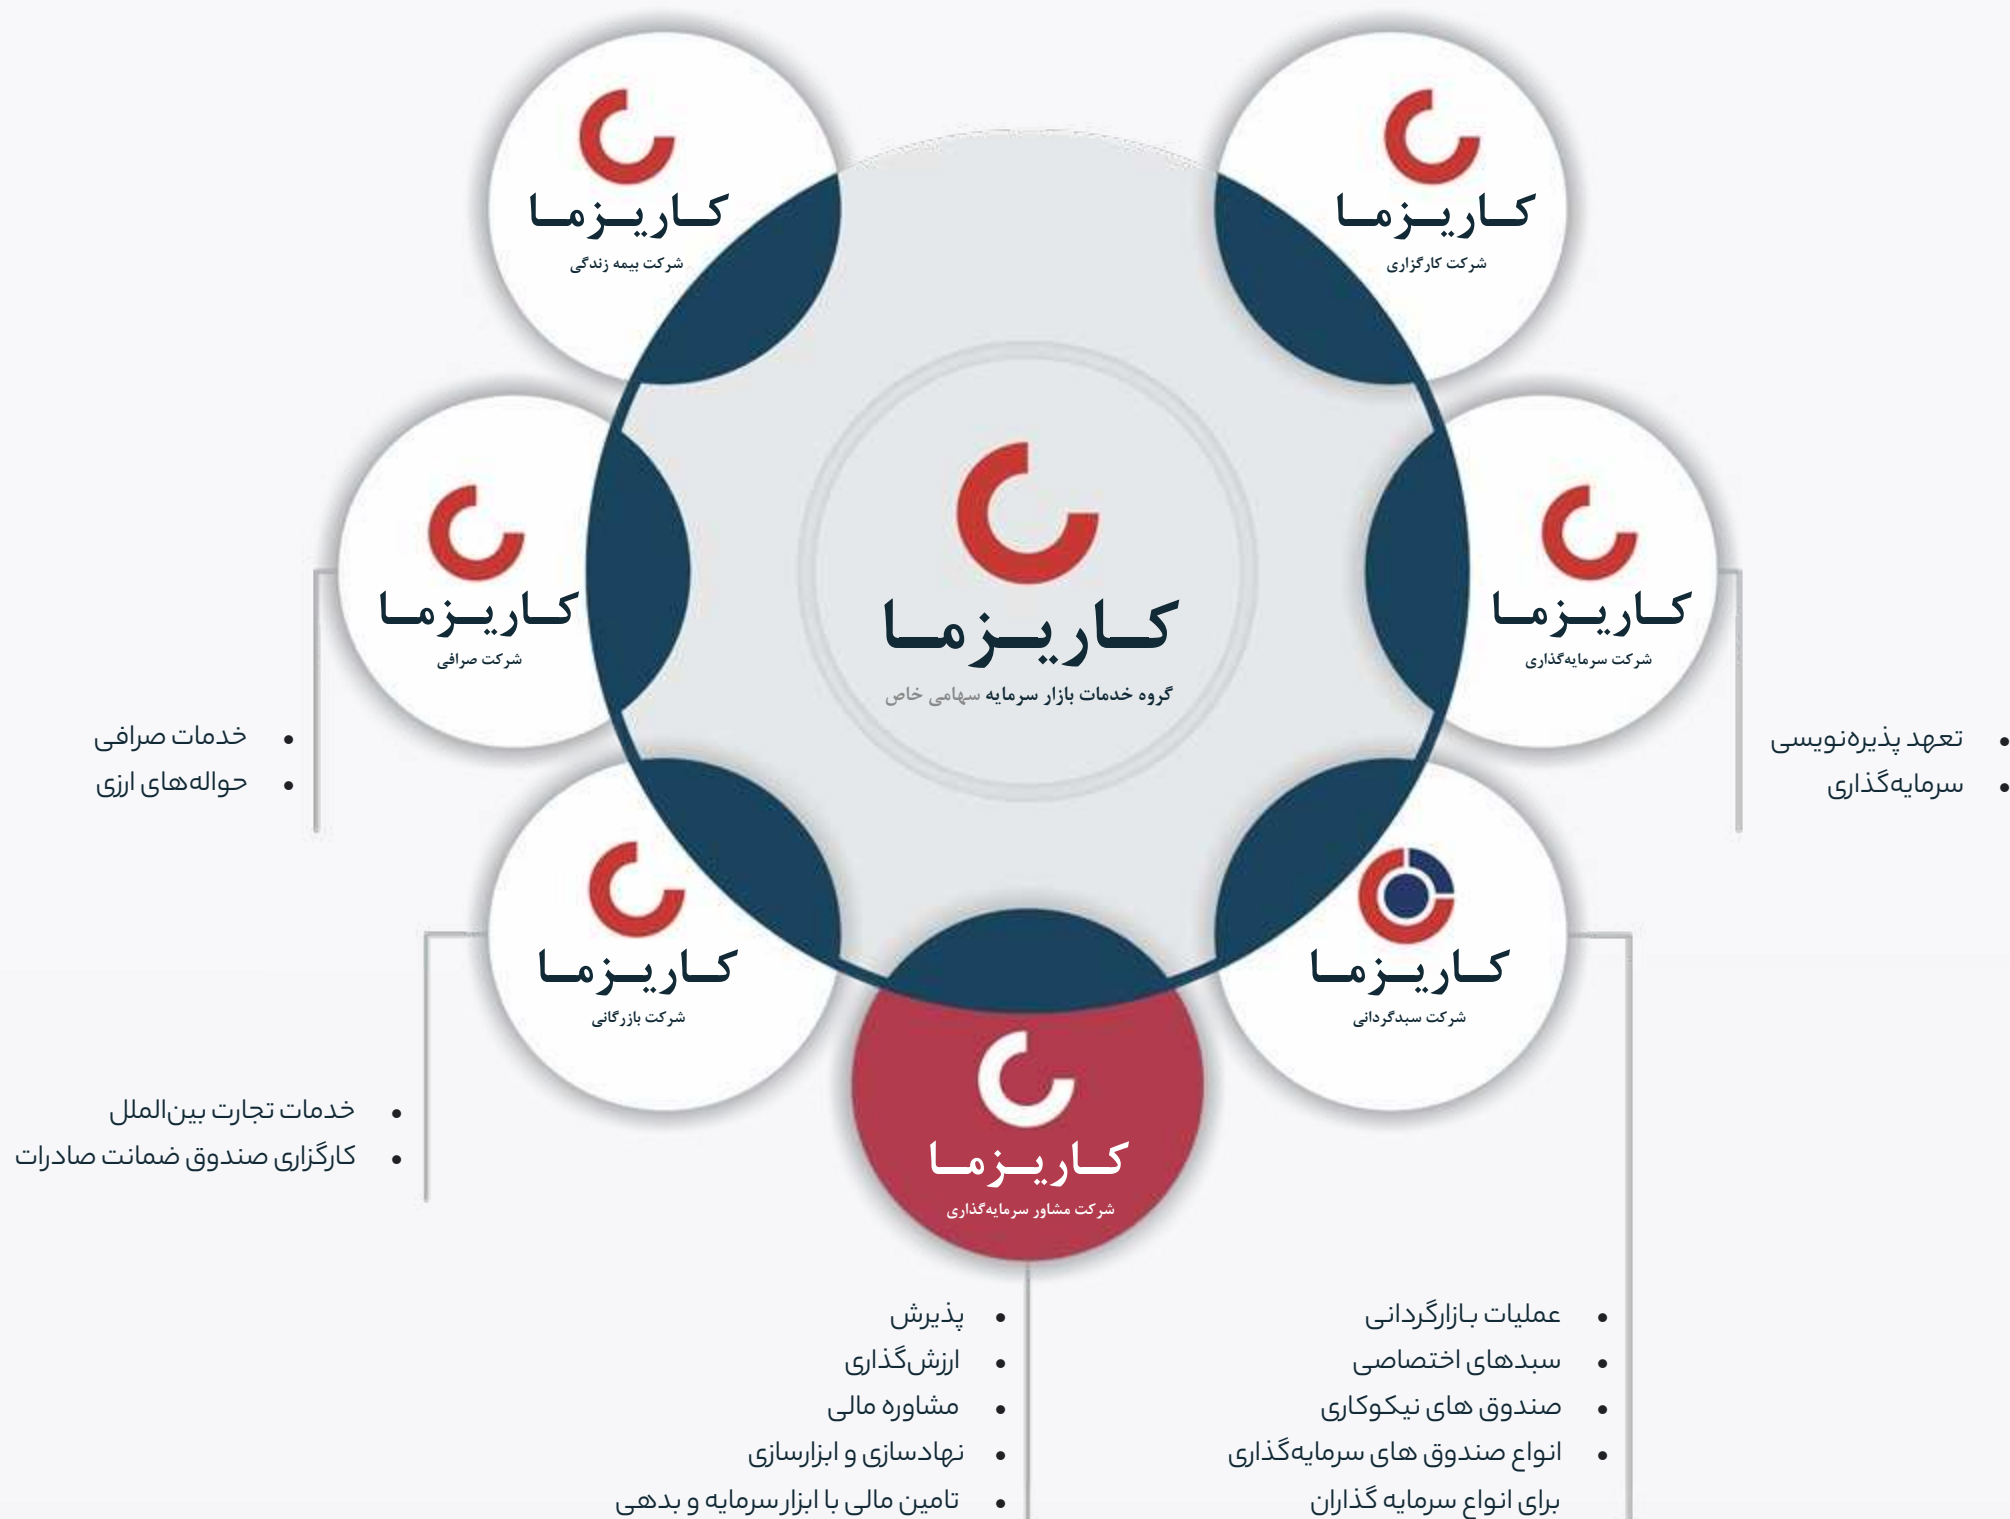 کاریزما
شرکت کارگزاری
کاریزما
شرکت بیمه زندگی
کاریزما
شرکت سرمایه‌گذاری
تعهد پذیره‌نویسی
سرمایه‌گذاری
کاریزما
گروه خدمات بازار سرمایه سهامی خاص
کاریزما
شرکت صرافی
خدمات صرافی
حواله‌های ارزی
کاریزما
شرکت سبدگردانی
عملیات بازارگردانی
سبدهای اختصاصی
صندوق های نیکوکاری
انواع صندوق های سرمایه‌گذاری
برای انواع سرمایه گذاران
کاریزما
شرکت مشاور سرمایه‌گذاری
پذیرش
ارزش‌گذاری
مشاوره مالی
نهادسازی و ابزارسازی
تامین مالی با ابزار سرمایه و بدهی
کاریزما
شرکت بازرگانی
خدمات تجارت بین‌الملل
کارگزاری صندوق ضمانت صادرات